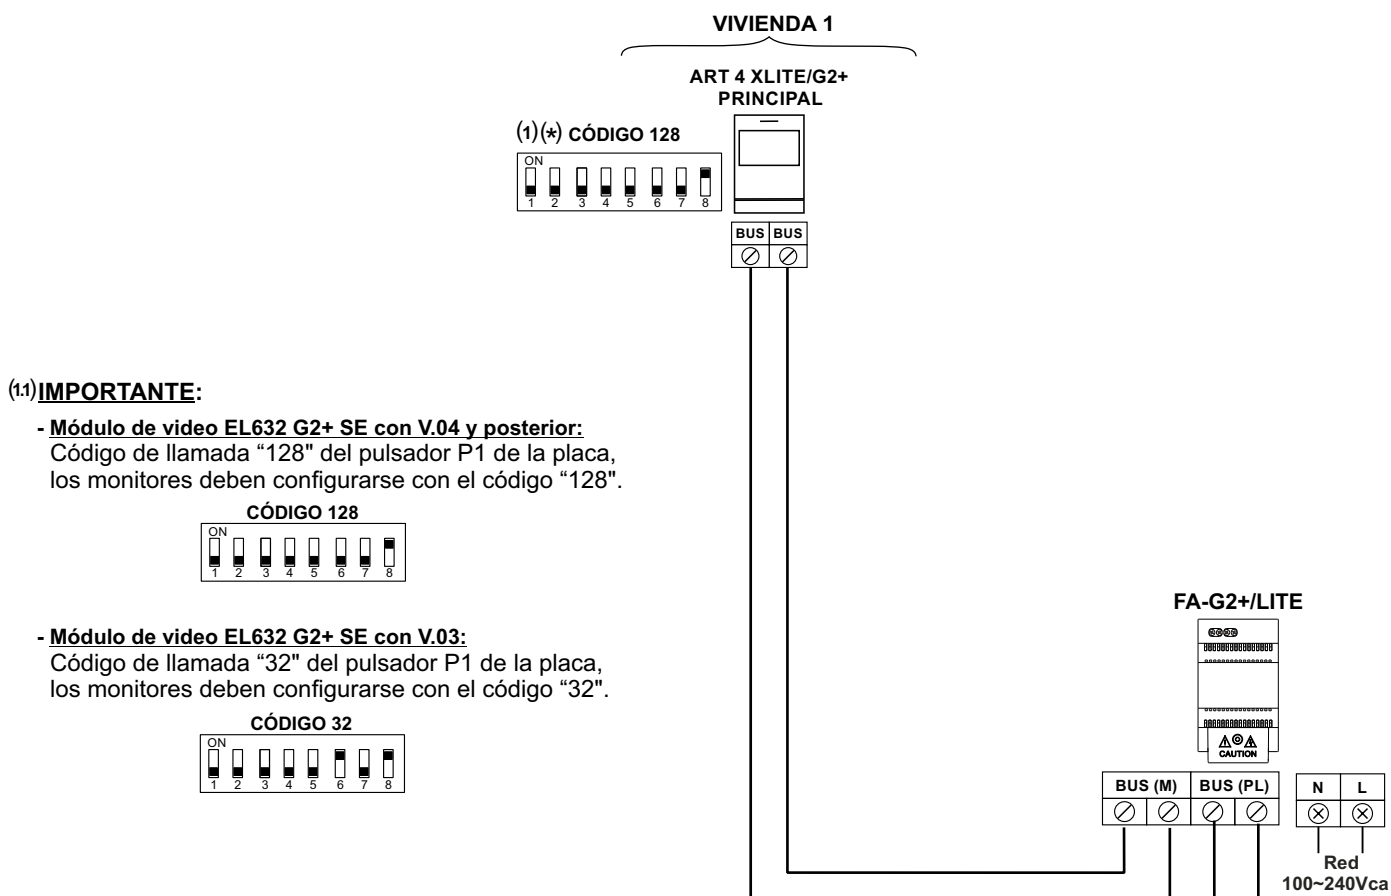 VIVIENDA 1
ART 4 XLITE/G2+
PRINCIPAL
(1)(*) CÓDIGO 128
ON
1 2 3 4 5 6 7 8
BUS BUS
(1.1) IMPORTANTE:
- Módulo de video EL632 G2+ SE con V.04 y posterior:
Código de llamada “128" del pulsador P1 de la placa,
los monitores deben configurarse con el código “128".
CÓDIGO 128
ON
1 2 3 4 5 6 7 8
- Módulo de video EL632 G2+ SE con V.03:
Código de llamada “32" del pulsador P1 de la placa,
los monitores deben configurarse con el código “32".
CÓDIGO 32
ON
1 2 3 4 5 6 7 8
FA-G2+/LITE
CAUTION
BUS (M) BUS (PL) N L
Red
100~240Vca